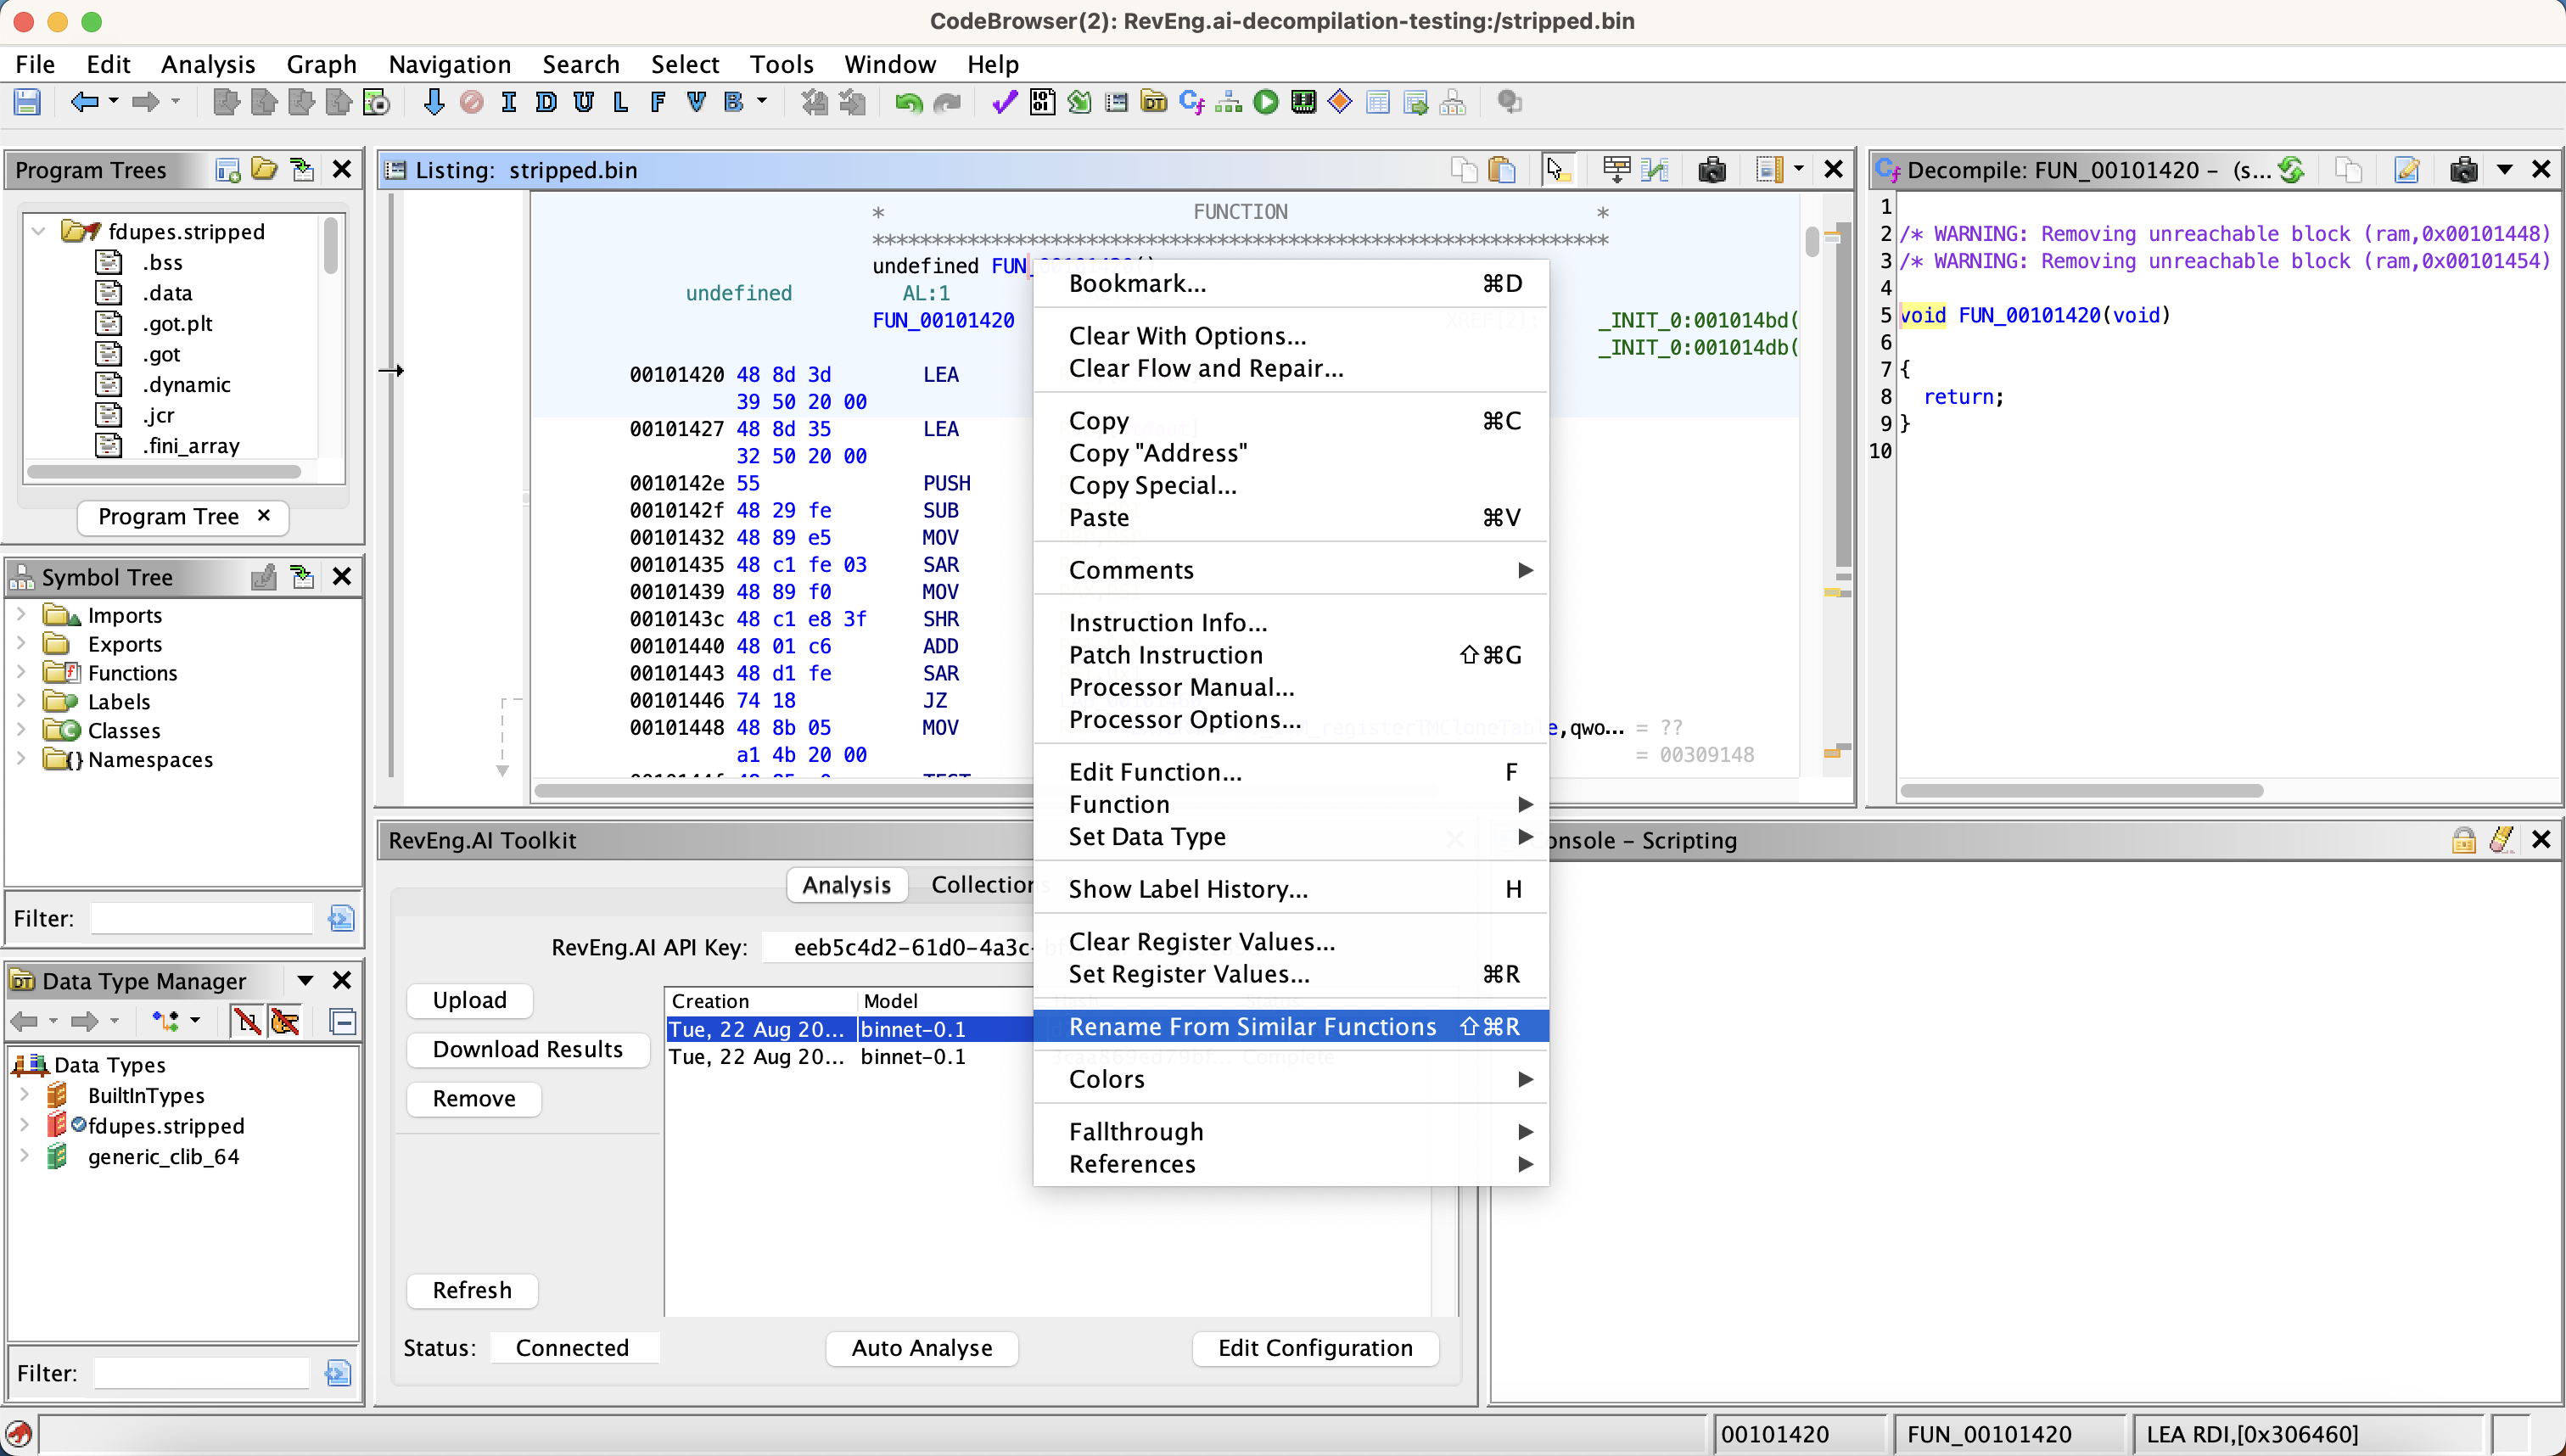 CodeBrowser(2): RevEng.ai-decompilation-testing:/stripped.bin
File Edit Analysis Graph Navigation Search Select Tools Window Help
I D U L F V B
Program Trees
fdupes.stripped
.bss
.data
.got.plt
.got
.dynamic
.jcr
.fini_array
Program Tree
Symbol Tree
Imports
Exports
Functions
Labels
Classes
Namespaces
Filter:
Data Type Manager
Data Types
BuiltInTypes
fdupes.stripped
generic_clib_64
Filter:
Listing: stripped.bin
* FUNCTION *
*************************************************************
undefined FUN_00101420()
undefined AL:1
FUN_00101420 XREF[2]: _INIT_0:001014bd(
_INIT_0:001014db(
00101420 48 8d 3d LEA
39 50 20 00
00101427 48 8d 35 LEA
32 50 20 00
0010142e 55 PUSH
0010142f 48 29 fe SUB
00101432 48 89 e5 MOV
00101435 48 c1 fe 03 SAR
00101439 48 89 f0 MOV
0010143c 48 c1 e8 3f SHR
00101440 48 01 c6 ADD
00101443 48 d1 fe SAR
00101446 74 18 JZ
00101448 48 8b 05 MOV _registerTMCloneTable,qwo... = ??
a1 4b 20 00 = 00309148
Bookmark... ⌘D
Clear With Options...
Clear Flow and Repair...
Copy ⌘C
Copy "Address"
Copy Special...
Paste ⌘V
Comments
Instruction Info...
Patch Instruction ⇧⌘G
Processor Manual...
Processor Options...
Edit Function... F
Function
Set Data Type
Show Label History... H
Clear Register Values...
Set Register Values... ⌘R
Rename From Similar Functions ⇧⌘R
Colors
Fallthrough
References
Decompile: FUN_00101420 – (s...
1
2 /* WARNING: Removing unreachable block (ram,0x00101448)
3 /* WARNING: Removing unreachable block (ram,0x00101454)
4
5 void FUN_00101420(void)
6
7 {
8 return;
9 }
10
RevEng.AI Toolkit
Analysis Collections
RevEng.AI API Key: eeb5c4d2-61d0-4a3c-
Upload
Download Results
Remove
Refresh
Creation Model Hash Status
Tue, 22 Aug 20... binnet-0.1
Tue, 22 Aug 20... binnet-0.1 3caa869ed79bf... Complete
Status: Connected
Auto Analyse
Edit Configuration
onsole – Scripting
00101420 FUN_00101420 LEA RDI,[0x306460]